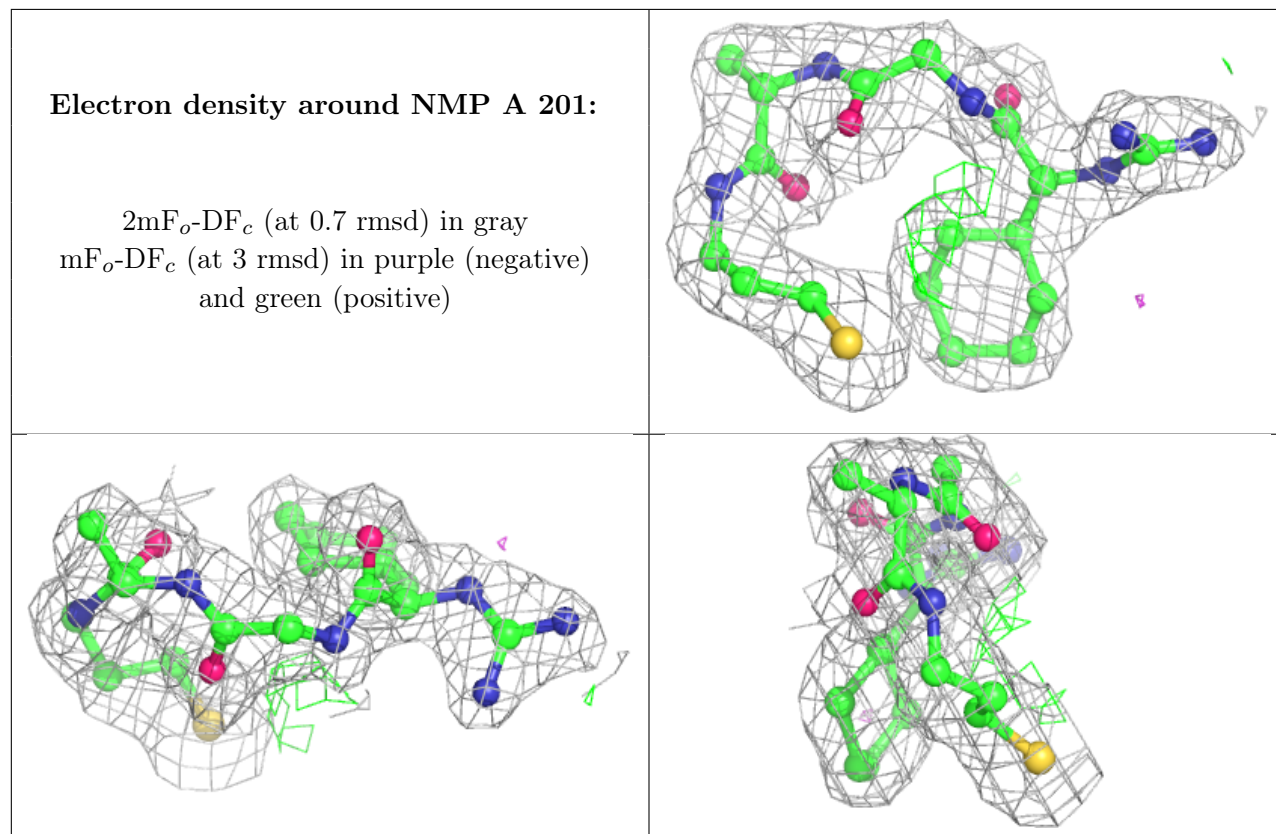 Electron density around NMP A 201:
2mFo-DFc (at 0.7 rmsd) in gray
mFo-DFc (at 3 rmsd) in purple (negative)
and green (positive)